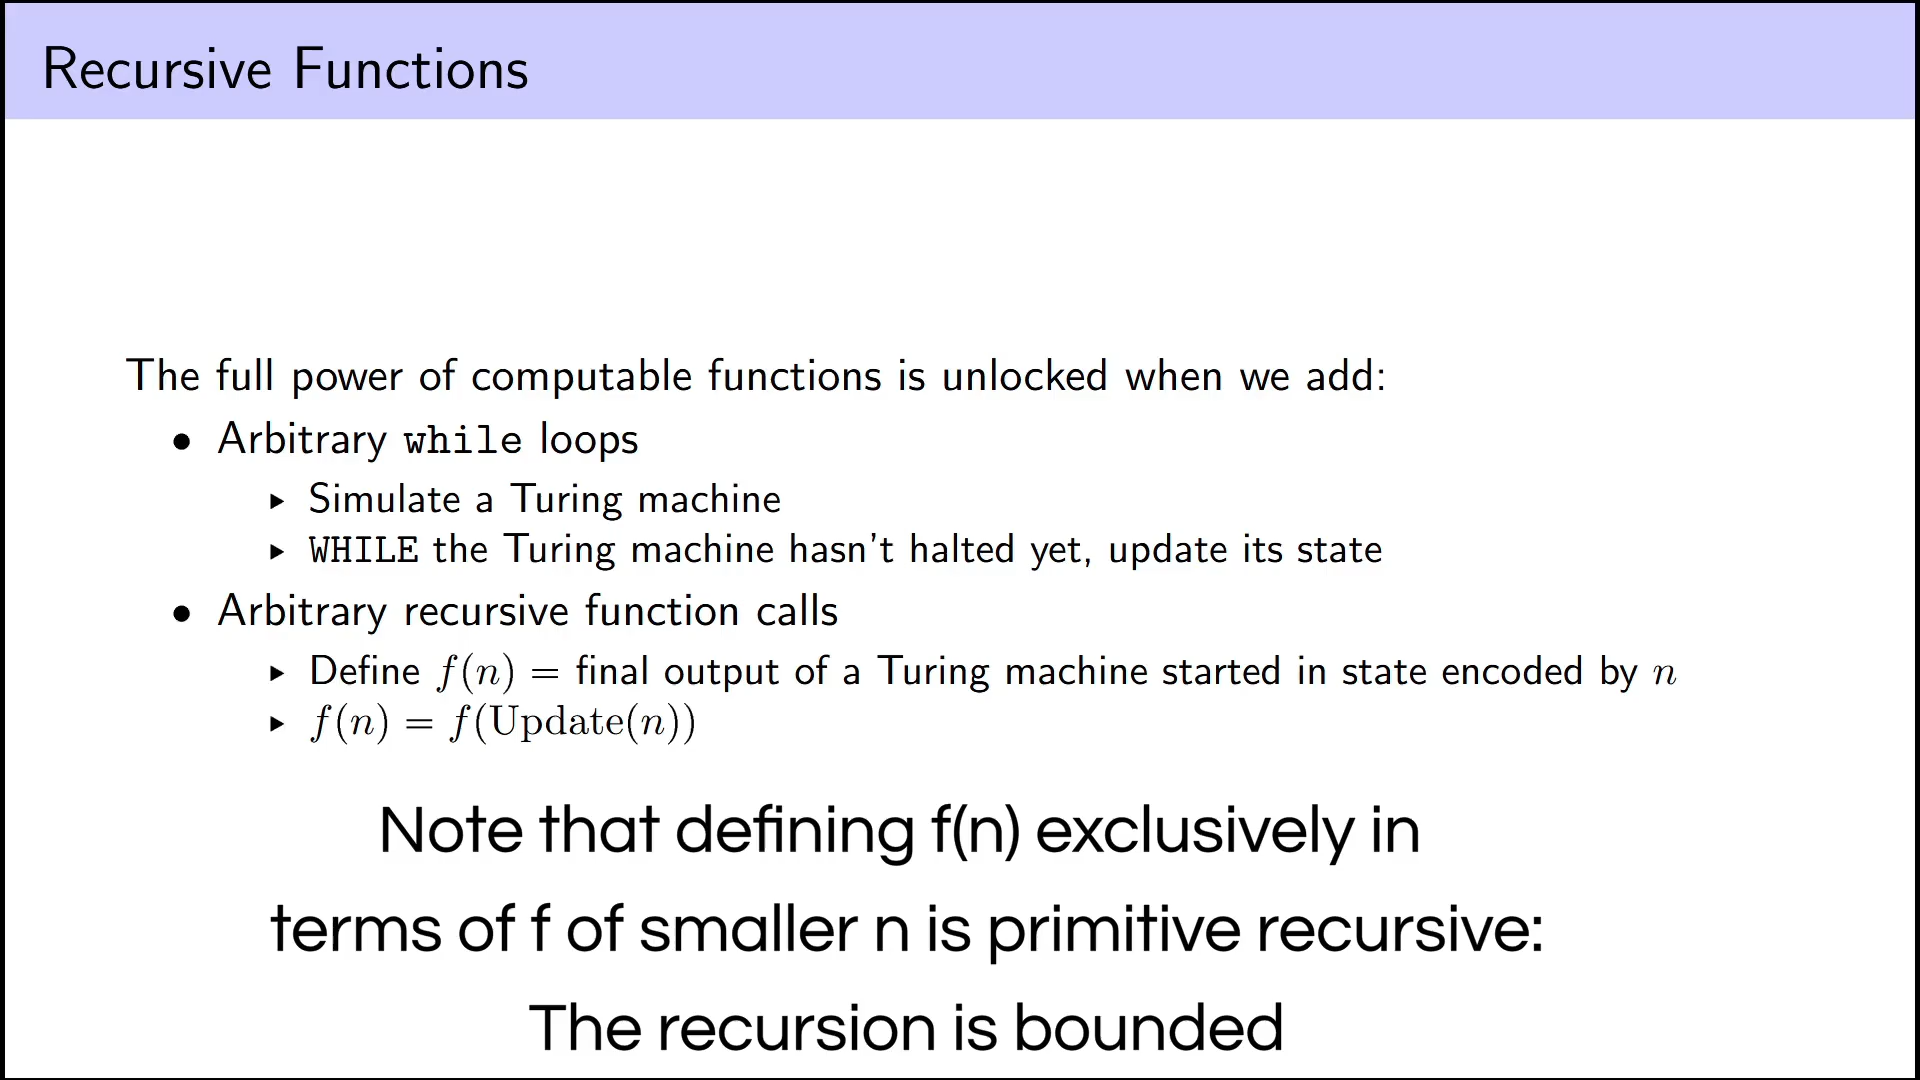 Recursive Functions
The full power of computable functions is unlocked when we add:
• Arbitrary while loops
▸ Simulate a Turing machine
▸ WHILE the Turing machine hasn't halted yet, update its state
• Arbitrary recursive function calls
▸ Define f(n) = final output of a Turing machine started in state encoded by n
▸ f(n) = f(Update(n))
Note that defining f(n) exclusively in
terms of f of smaller n is primitive recursive:
The recursion is bounded